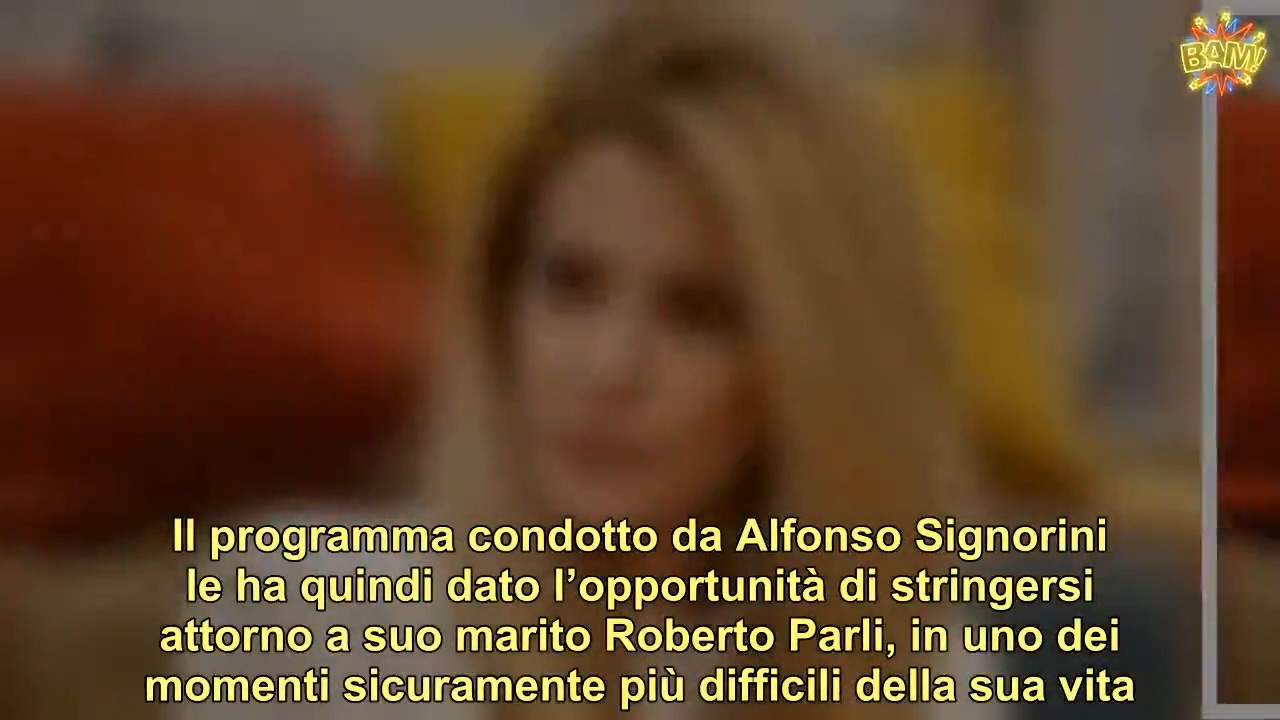 BAM!
Il programma condotto da Alfonso Signorini
le ha quindi dato l’opportunità di stringersi
attorno a suo marito Roberto Parli, in uno dei
momenti sicuramente più difficili della sua vita